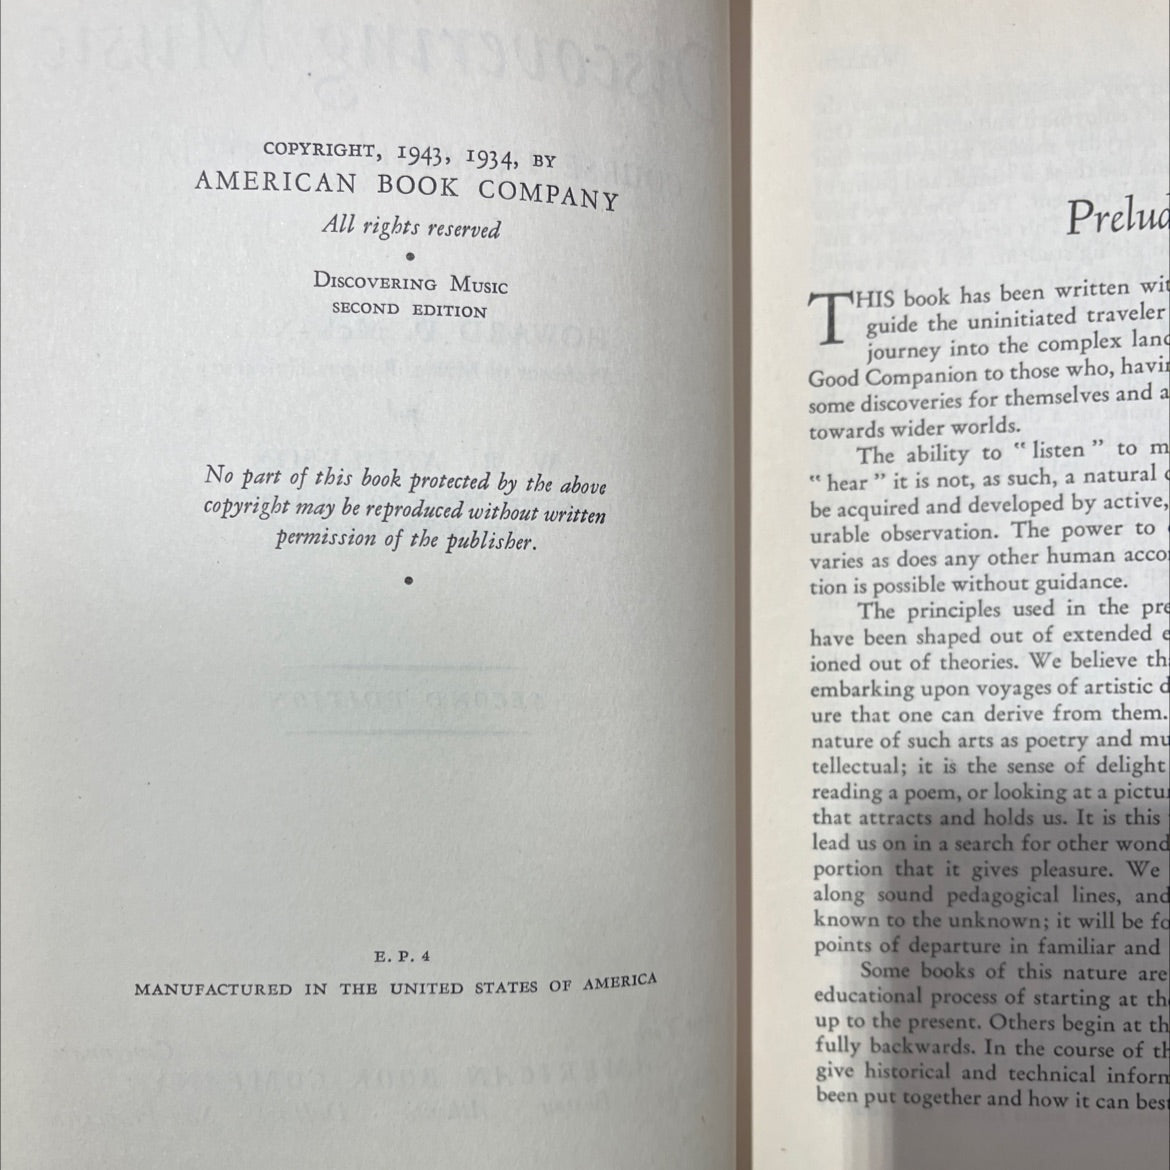 COPYRIGHT, 1943, 1934, BY
AMERICAN BOOK COMPANY
All rights reserved
DISCOVERING MUSIC
SECOND EDITION
No part of this book protected by the above
copyright may be reproduced without written
permission of the publisher.
E. P. 4
MANUFACTURED IN THE UNITED STATES OF AMERICA
Prelud
THIS book has been written wit
guide the uninitiated traveler
journey into the complex land
Good Companion to those who, havin
some discoveries for themselves and a
towards wider worlds.
The ability to “ listen ” to m
“ hear ” it is not, as such, a natural
be acquired and developed by active,
urable observation. The power to
varies as does any other human acco
tion is possible without guidance.
The principles used in the pre
have been shaped out of extended e
ioned out of theories. We believe th
embarking upon voyages of artistic d
ure that one can derive from them.
nature of such arts as poetry and mu
tellectual; it is the sense of delight
reading a poem, or looking at a pictu
that attracts and holds us. It is this
lead us on in a search for other wond
portion that it gives pleasure. We
along sound pedagogical lines, and
known to the unknown; it will be fo
points of departure in familiar and
Some books of this nature are
educational process of starting at th
up to the present. Others begin at th
fully backwards. In the course of th
give historical and technical inform
been put together and how it can best